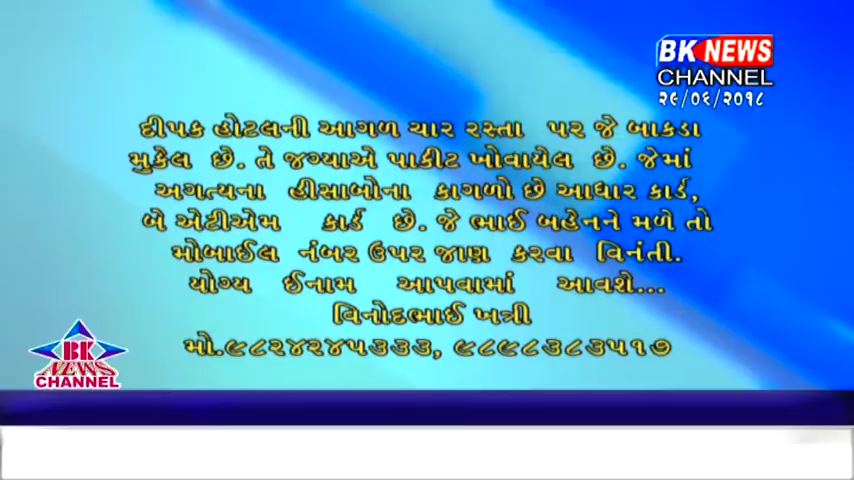 BK NEWS
CHANNEL
૨૯/૦૬/૨૦૧૮
દીપક હોટલની આગળ ચાર રસ્તા પર જે બાકડા
મુકેલ છે. તે જગ્યાએ પાકીટ ખોવાયેલ છે. જેમાં
અગત્યના હીસાબોના કાગળો છે આધાર કાર્ડ,
બે એટીએમ કાર્ડ છે. જે ભાઈ બહેનને મળે તો
મોબાઈલ નંબર ઉપર જાણ કરવા વિનંતી.
યોગ્ય ઈનામ આપવામાં આવશે...
વિનોદભાઈ ખત્રી
મો.૯૮૨૪૨૪૫૩૩૩, ૯૮૯૮૩૮૩૫૧૭
BK
NEWS
CHANNEL